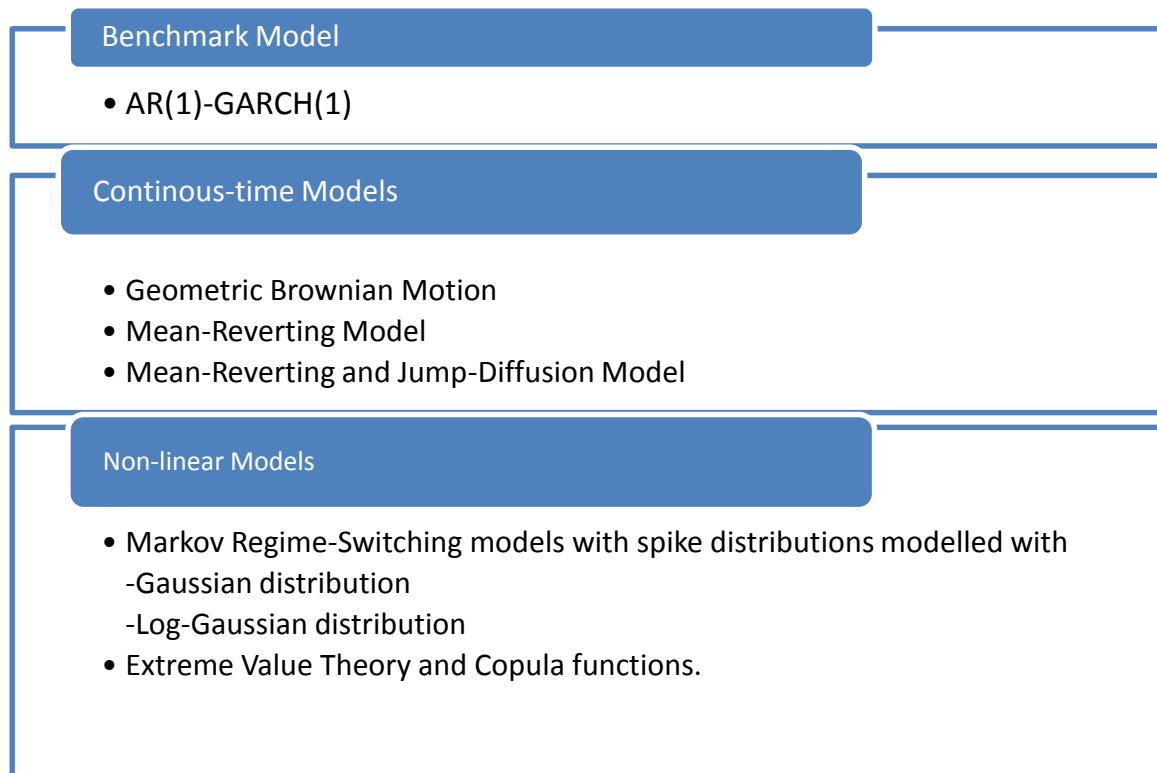 Benchmark Model
• AR(1)-GARCH(1)
Continous-time Models
• Geometric Brownian Motion
• Mean-Reverting Model
• Mean-Reverting and Jump-Diffusion Model
Non-linear Models
• Markov Regime-Switching models with spike distributions modelled with
-Gaussian distribution
-Log-Gaussian distribution
• Extreme Value Theory and Copula functions.